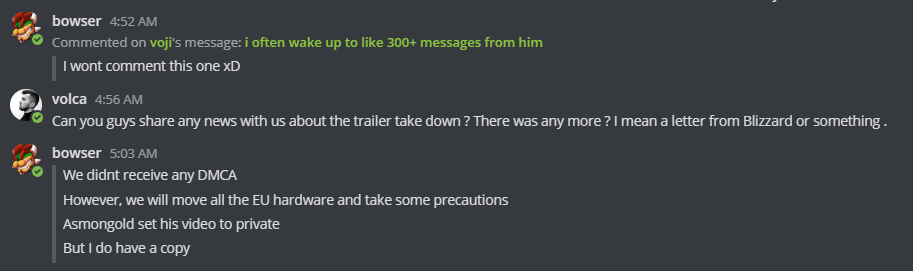 bowser 4:52 AM
Commented on voji's message: i often wake up to like 300+ messages from him
I wont comment this one xD
volca 4:56 AM
Can you guys share any news with us about the trailer take down ? There was any more ? I mean a letter from Blizzard or something .
bowser 5:03 AM
We didnt receive any DMCA
However, we will move all the EU hardware and take some precautions
Asmongold set his video to private
But I do have a copy